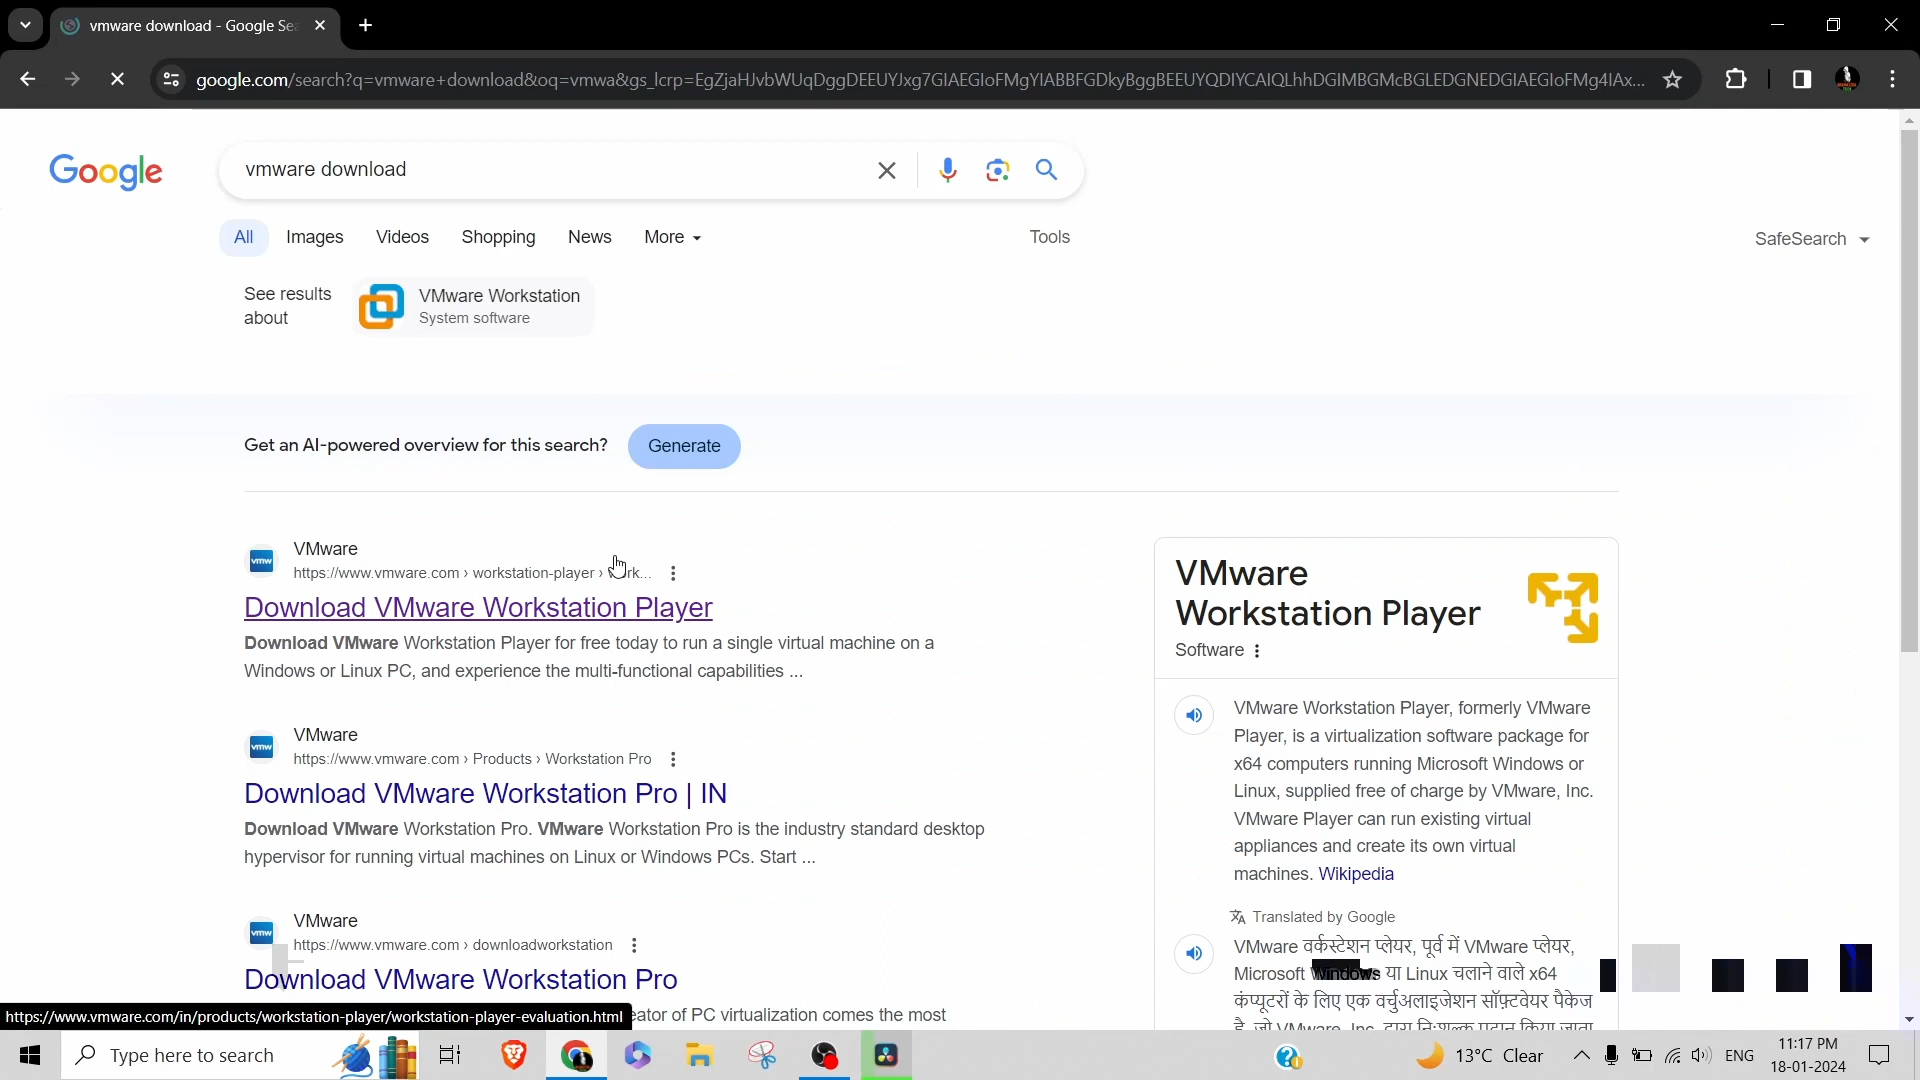 vmware download - Google Sea
google.com/search?q=vmware+download&oq=vmwa&gs_lcrp=EgZjaHJvbWUqDggDEEUYJxg7GIAEGIoFMgYIABBFGDkyBggBEEUYQDIYCAIQLhhDGIMBGMcBGLEDGNEDGIAEGIoFMg4IAx...
Google
vmware download
All Images Videos Shopping News More Tools SafeSearch
See results
about
VMware Workstation
System software
Get an AI-powered overview for this search? Generate
VMware
https://www.vmware.com › workstation-player ›
Download VMware Workstation Player
Download VMware Workstation Player for free today to run a single virtual machine on a
Windows or Linux PC, and experience the multi-functional capabilities ...
VMware
https://www.vmware.com › Products › Workstation Pro
Download VMware Workstation Pro | IN
Download VMware Workstation Pro. VMware Workstation Pro is the industry standard desktop
hypervisor for running virtual machines on Linux or Windows PCs. Start ...
VMware
https://www.vmware.com › downloadworkstation
Download VMware Workstation Pro
eator of PC virtualization comes the most
VMware
Workstation Player
Software
VMware Workstation Player, formerly VMware
Player, is a virtualization software package for
x64 computers running Microsoft Windows or
Linux, supplied free of charge by VMware, Inc.
VMware Player can run existing virtual
appliances and create its own virtual
machines. Wikipedia
Translated by Google
VMware वर्कस्टेशन प्लेयर, पूर्व में VMware प्लेयर,
Microsoft Windows या Linux चलाने वाले x64
कंप्यूटरों के लिए एक वर्चुअलाइजेशन सॉफ़्टवेयर पैकेज
https://www.vmware.com/in/products/workstation-player/workstation-player-evaluation.html
Type here to search
13°C Clear
ENG
11:17 PM
18-01-2024